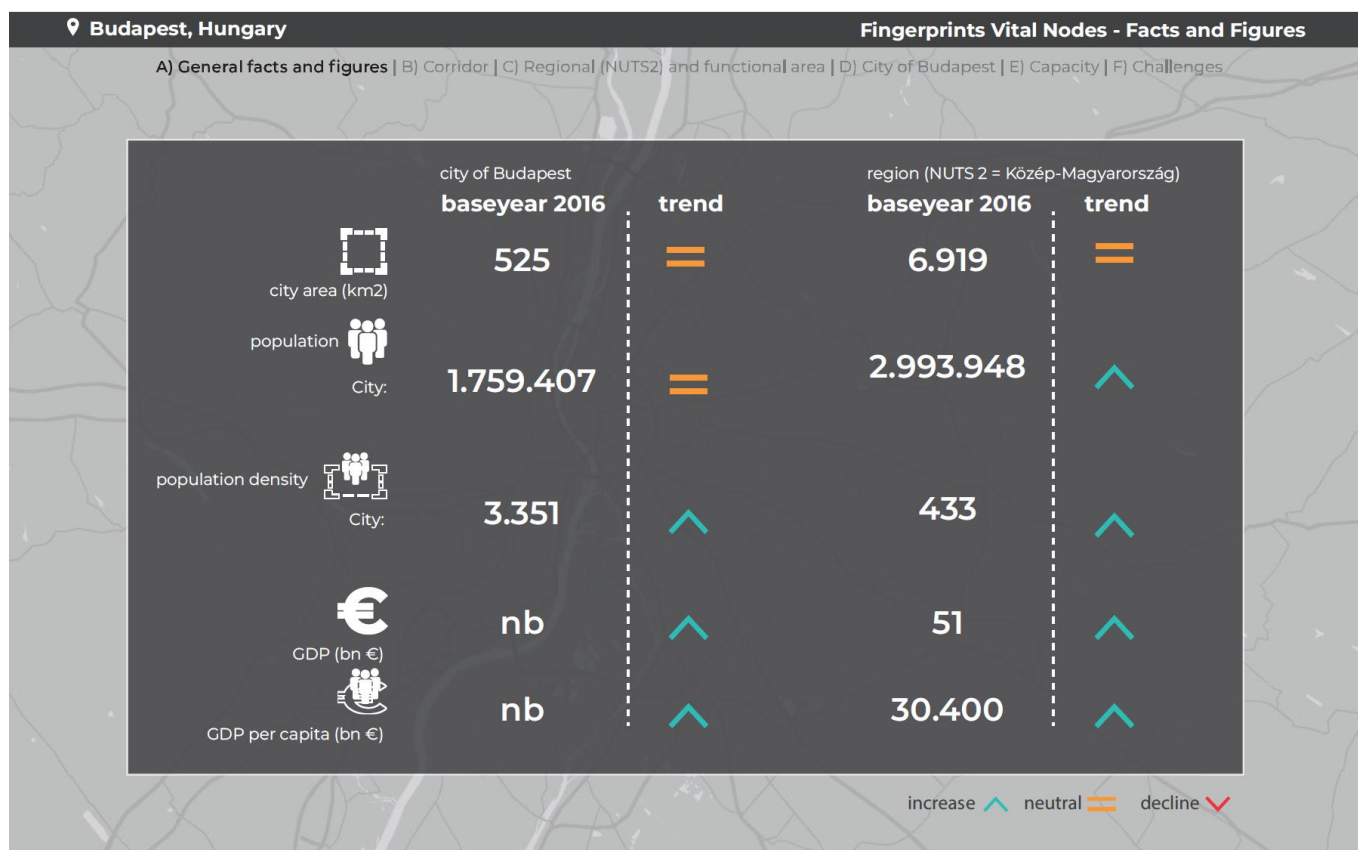 Budapest, Hungary
Fingerprints Vital Nodes - Facts and Figures
A) General facts and figures | B) Corridor | C) Regional (NUTS2) and functional area | D) City of Budapest | E) Capacity | F) Challenges
city of Budapest
region (NUTS 2 = Közép-Magyarország)
baseyear 2016 trend
baseyear 2016 trend
525
6.919
city area (km2)
population
City:
1.759.407
2.993.948
population density
City:
3.351
433
nb
51
GDP (bn €)
nb
30.400
GDP per capita (bn €)
increase neutral decline